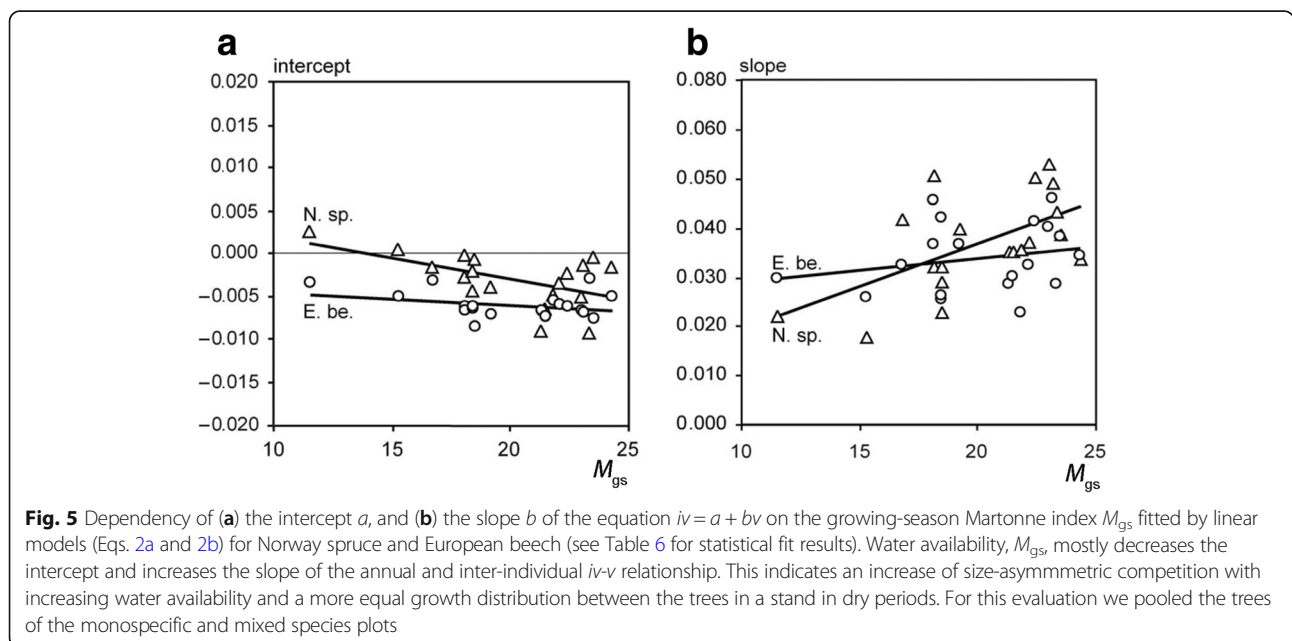 a
b
intercept
slope
0.020
0.015
0.010
0.005
0.000
−0.005
−0.010
−0.015
−0.020
N. sp.
E. be.
10
15
20
25
Mgs
0.080
0.060
0.050
0.040
0.030
0.020
0.010
0.000
E. be.
N. sp.
10
15
20
25
Mgs
Fig. 5 Dependency of (a) the intercept a, and (b) the slope b of the equation iv = a + bv on the growing-season Martonne index Mgs fitted by linear
models (Eqs. 2a and 2b) for Norway spruce and European beech (see Table 6 for statistical fit results). Water availability, Mgs, mostly decreases the
intercept and increases the slope of the annual and inter-individual iv-v relationship. This indicates an increase of size-asymmmetric competition with
increasing water availability and a more equal growth distribution between the trees in a stand in dry periods. For this evaluation we pooled the trees
of the monospecific and mixed species plots